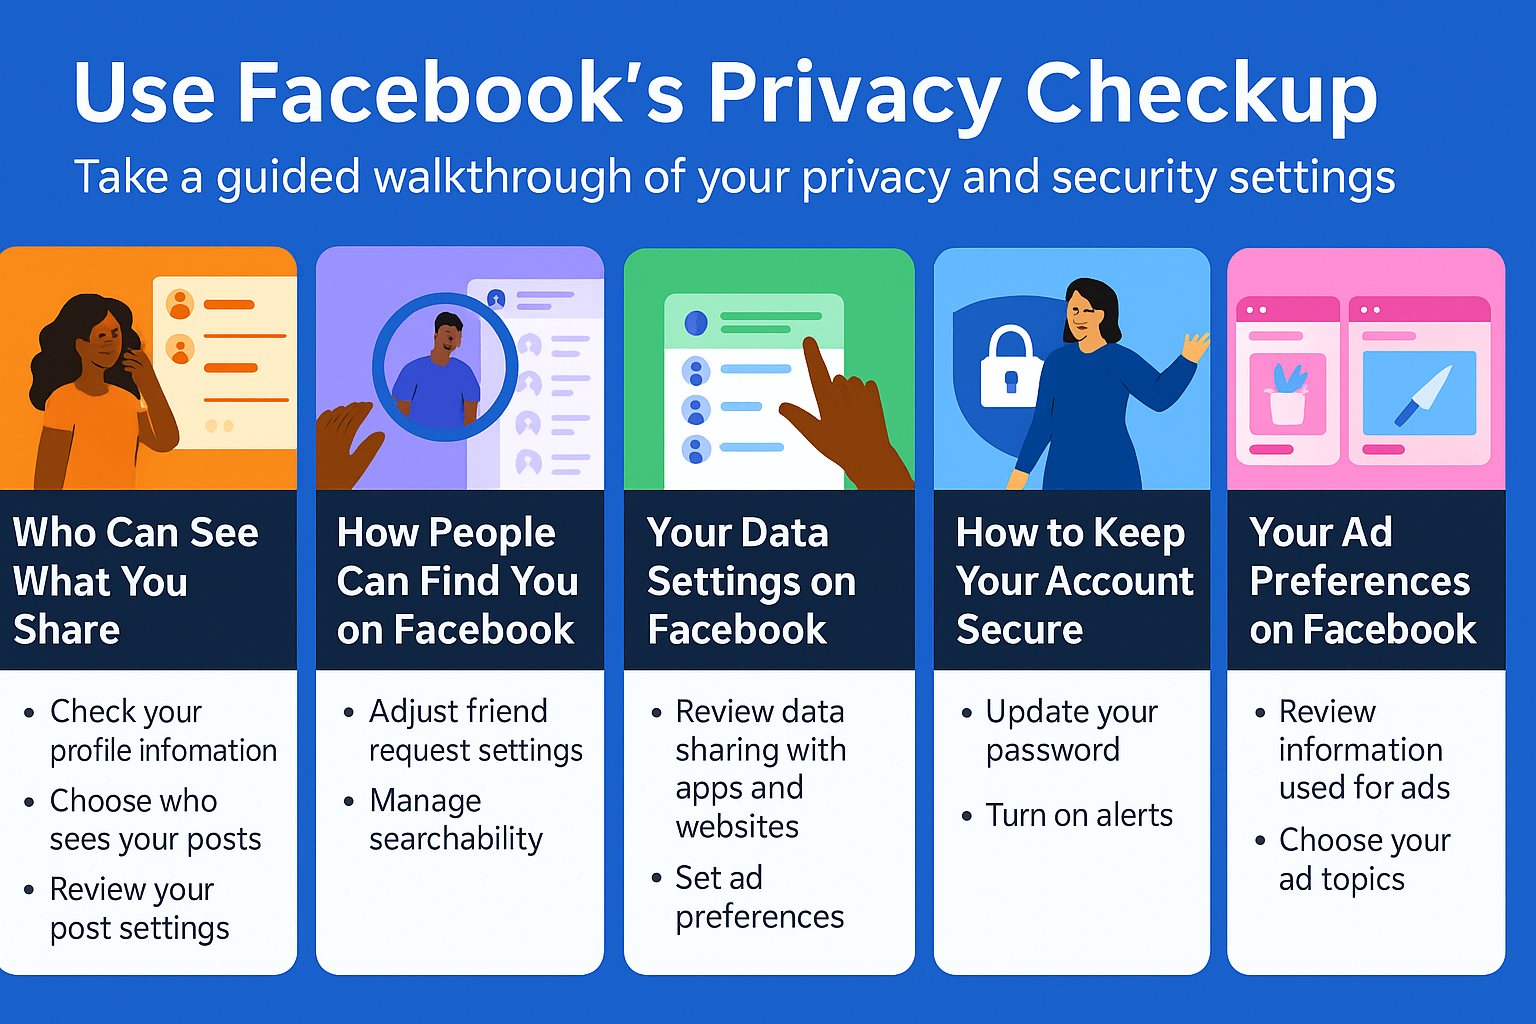 Use Facebook's Privacy Checkup
Take a guided walkthrough of your privacy and security settings
Who Can See
What You
Share
• Check your
profile infomation
• Choose who
sees your posts
• Review your
post settings
How People
Can Find You
on Facebook
• Adjust friend
request settings
• Manage
searchability
Your Data
Settings on
Facebook
• Review data
sharing with
apps and
websites
• Set ad
preferences
How to Keep
Your Account
Secure
• Update your
password
• Turn on alerts
Your Ad
Preferences
on Facebook
• Review
information
used for ads
• Choose your
ad topics